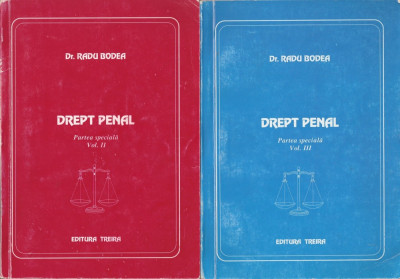 Dr. RADU BODEA
DREPT PENAL
Partea specială
Vol. II
EDITURA TREIRA
Dr. RADU BODEA
DREPT PENAL
Partea specială
Vol. III
EDITURA TREIRA